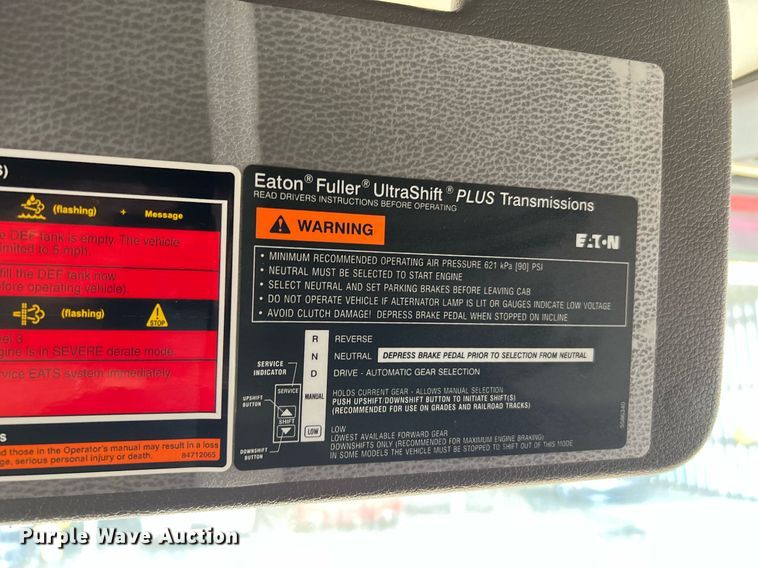 S)
(flashing) + Message
e DEF tank is empty. The vehicle
limited to 5 mph.
fill the DEF tank now
before operating vehicle).
(flashing) STOP
vel 3
ngine is in SEVERE derate mode.
rvice EATS system immediately.
s
d those in the Operator's manual may result in a loss
ge, serious personal injury or death. 84712065
Eaton® Fuller® UltraShift® PLUS Transmissions
READ DRIVERS INSTRUCTIONS BEFORE OPERATING
WARNING
EATON
• MINIMUM RECOMMENDED OPERATING AIR PRESSURE 621 kPa [90] PSI
• NEUTRAL MUST BE SELECTED TO START ENGINE
• SELECT NEUTRAL AND SET PARKING BRAKES BEFORE LEAVING CAB
• DO NOT OPERATE VEHICLE IF ALTERNATOR LAMP IS LIT OR GAUGES INDICATE LOW VOLTAGE
• AVOID CLUTCH DAMAGE! DEPRESS BRAKE PEDAL WHEN STOPPED ON INCLINE
R REVERSE
N NEUTRAL DEPRESS BRAKE PEDAL PRIOR TO SELECTION FROM NEUTRAL
D DRIVE - AUTOMATIC GEAR SELECTION
SERVICE
INDICATOR
SERVICE
UPSHIFT
BUTTON
SHIFT
DOWNSHIFT
BUTTON
MANUAL
HOLDS CURRENT GEAR - ALLOWS MANUAL SELECTION
PUSH UPSHIFT/DOWNSHIFT BUTTON TO INITIATE SHIFT(S)
(RECOMMENDED FOR USE ON GRADES AND RAILROAD TRACKS)
LOW
LOW
LOWEST AVAILABLE FORWARD GEAR
DOWNSHIFTS ONLY (RECOMMENDED FOR MAXIMUM ENGINE BRAKING)
IN SOME MODELS THE VEHICLE MUST BE STOPPED TO SHIFT OUT OF THIS MODE
Purple Wave Auction